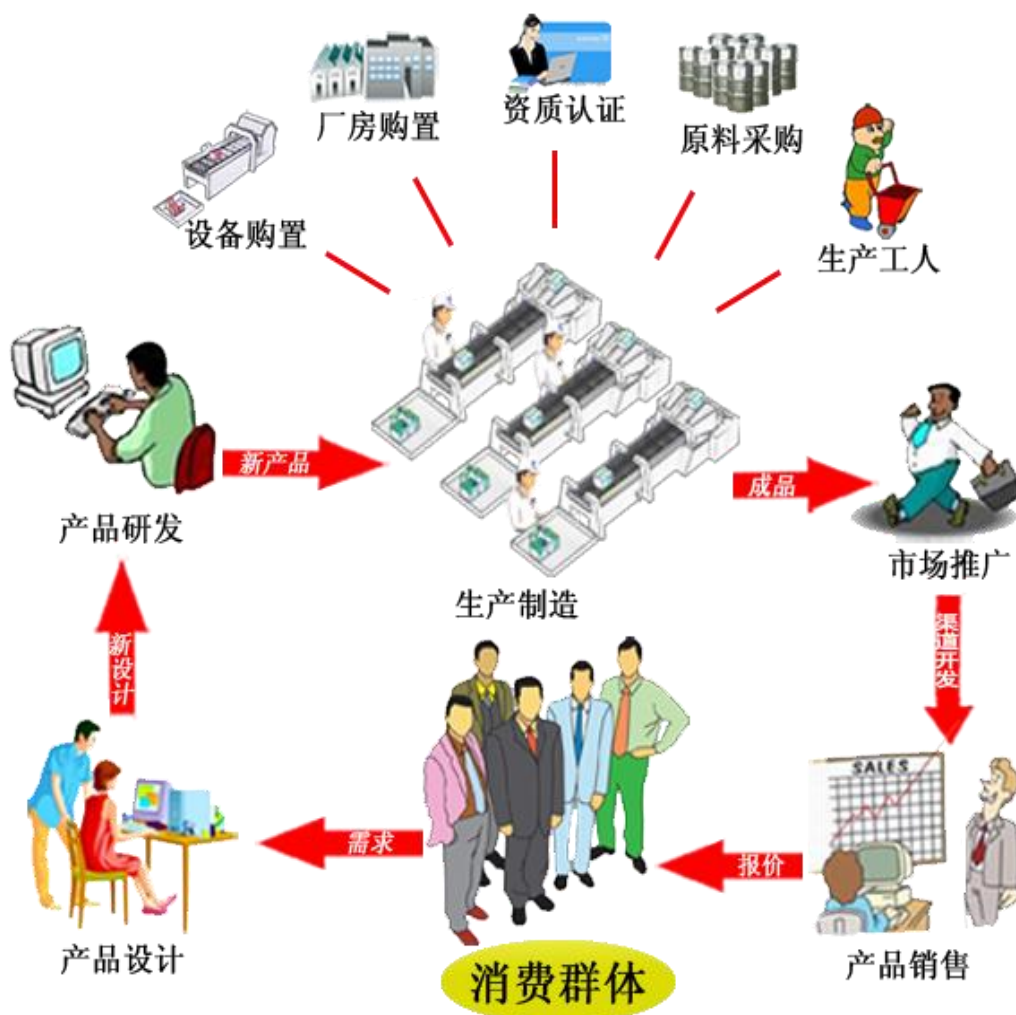 厂房购置
资质认证
原料采购
设备购置
生产工人
新产品
成品
产品研发
市场推广
生产制造
新设计
渠道开发
SALES
需求
报价
产品设计
产品销售
消费群体